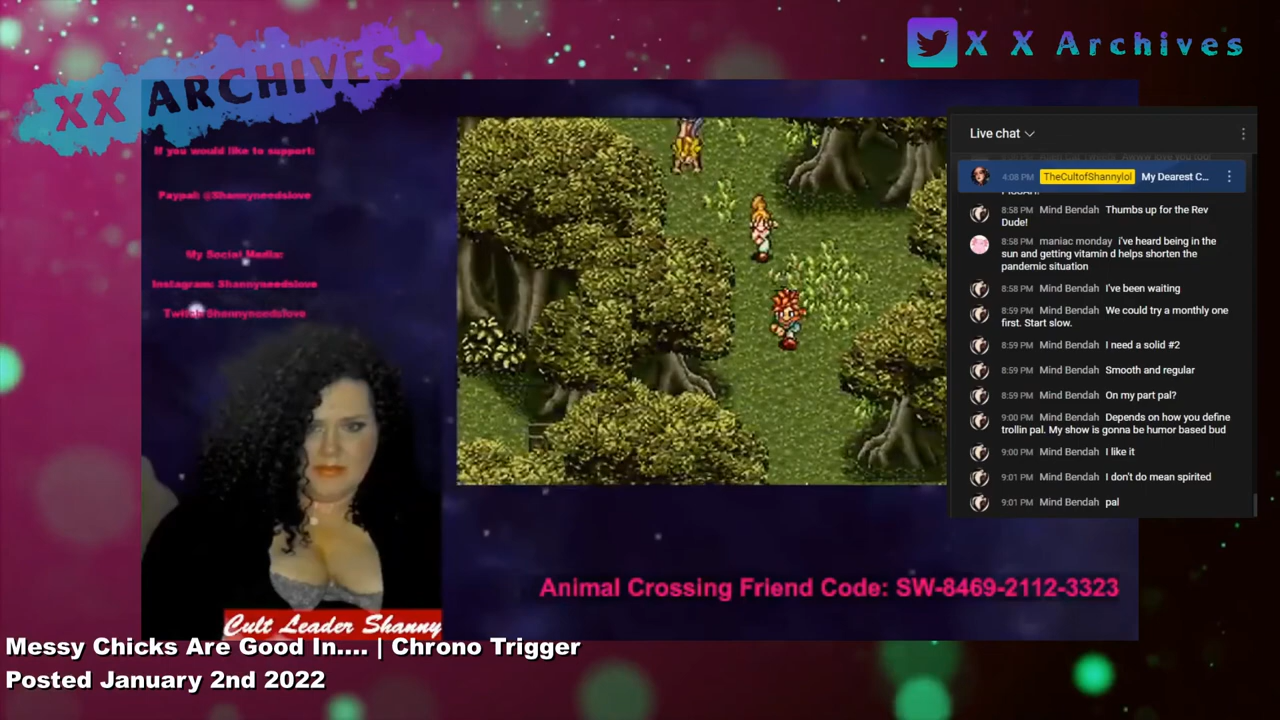 XX ARCHIVES
X X Archives
If you would like to support:
Paypal: @Shannyneedslove
My Social Media:
Instagram: Shannyneedslove
Twitch: Shannyneedslove
Live chat
4:08 PM TheCultofShannylol My Dearest C...
8:58 PM Mind Bendah Thumbs up for the Rev
Dude!
8:58 PM maniac monday i've heard being in the
sun and getting vitamin d helps shorten the
pandemic situation
8:58 PM Mind Bendah I've been waiting
8:59 PM Mind Bendah We could try a monthly one
first. Start slow.
8:59 PM Mind Bendah I need a solid #2
8:59 PM Mind Bendah Smooth and regular
8:59 PM Mind Bendah On my part pal?
9:00 PM Mind Bendah Depends on how you define
trollin pal. My show is gonna be humor based bud
9:00 PM Mind Bendah I like it
9:01 PM Mind Bendah I don't do mean spirited
9:01 PM Mind Bendah pal
Animal Crossing Friend Code: SW-8469-2112-3323
Cult Leader Shanny
Messy Chicks Are Good In.... | Chrono Trigger
Posted January 2nd 2022